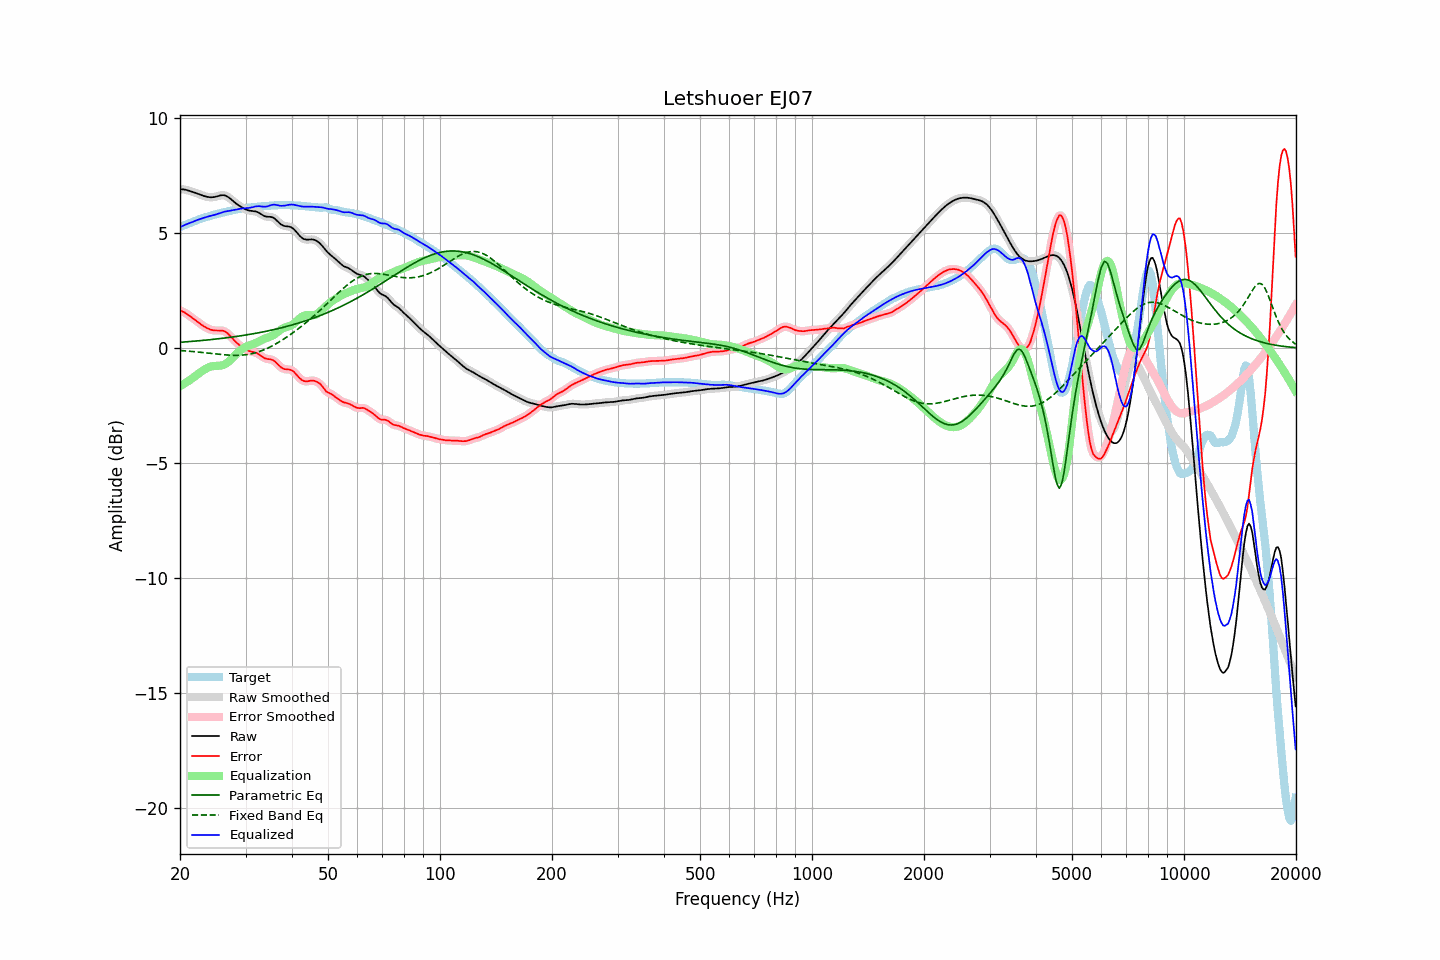 Letshuoer EJ07
10
5
0
−5
−10
−15
−20
Amplitude (dBr)
Target
Raw Smoothed
Error Smoothed
Raw
Error
Equalization
Parametric Eq
Fixed Band Eq
Equalized
20 50 100 200 500 1000 2000 5000 10000 20000
Frequency (Hz)